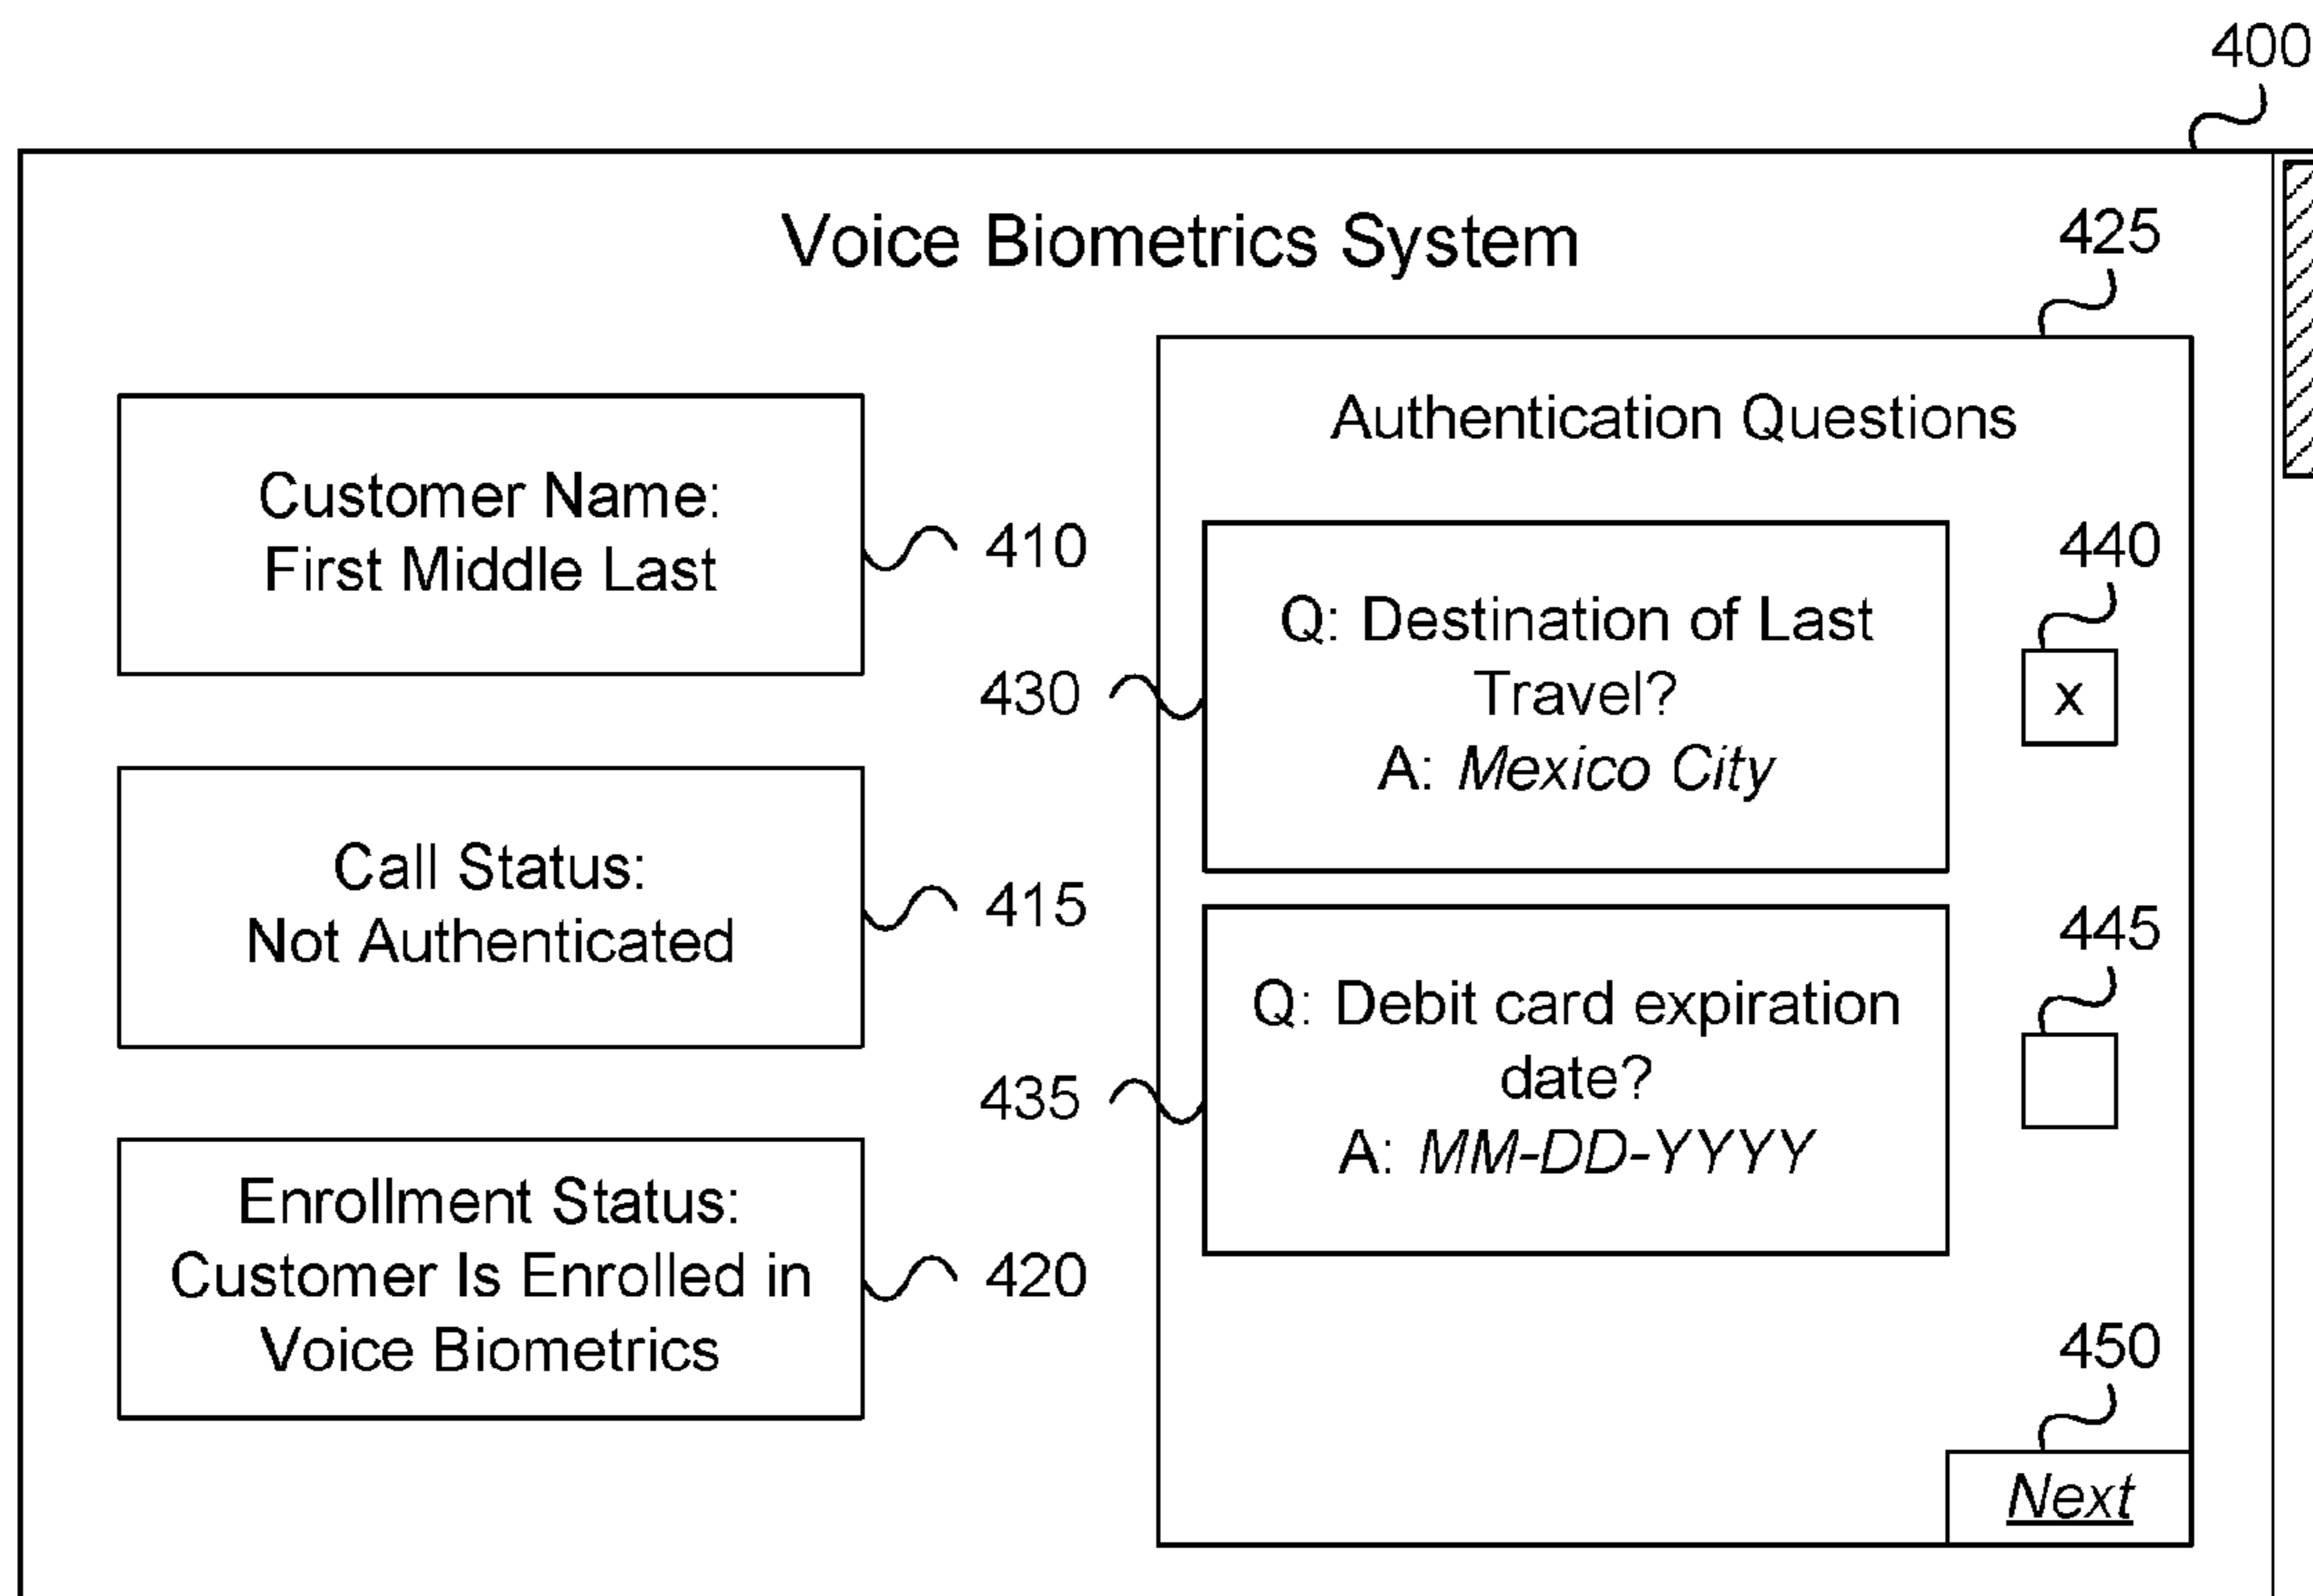 400
Voice Biometrics System
425
Customer Name:
First Middle Last
410
Call Status:
Not Authenticated
415
Enrollment Status:
Customer Is Enrolled in
Voice Biometrics
420
Authentication Questions
430
Q: Destination of Last
Travel?
A: Mexico City
440
x
435
Q: Debit card expiration
date?
A: MM-DD-YYYY
445
450
Next